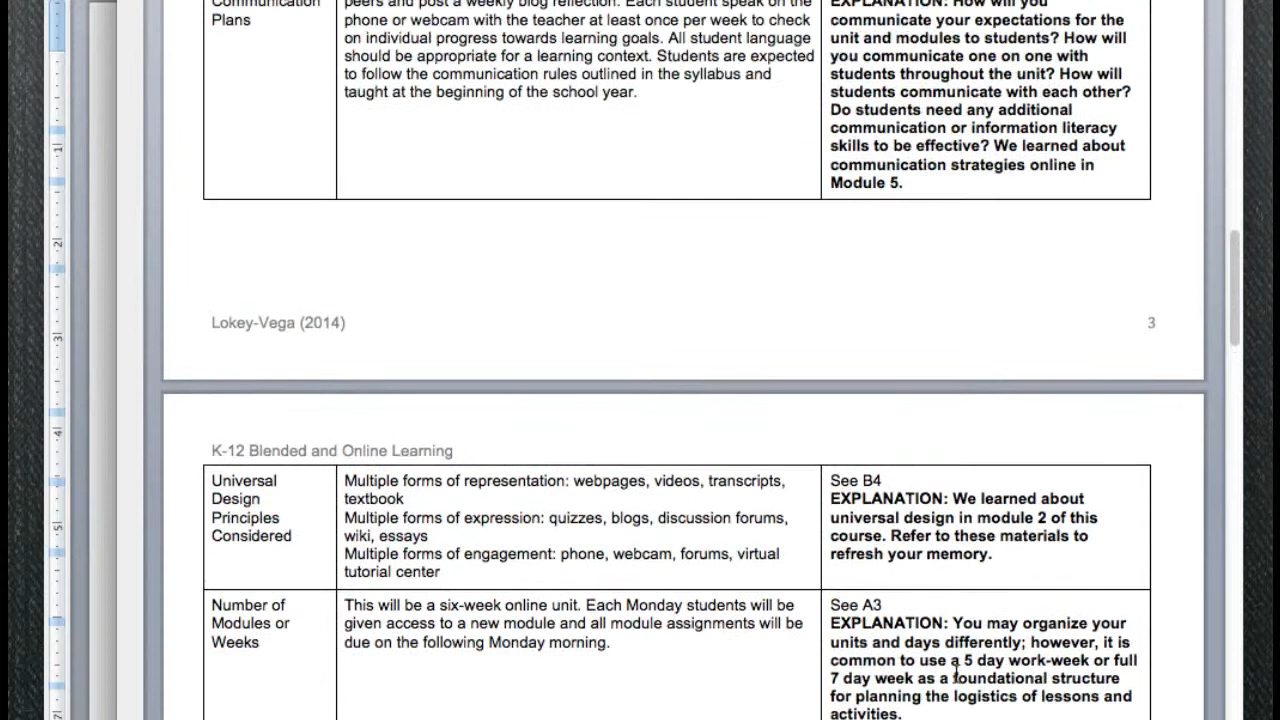 Communication
Plans
peers and post a weekly blog reflection. Each student speak on the
phone or webcam with the teacher at least once per week to check
on individual progress towards learning goals. All student language
should be appropriate for a learning context. Students are expected
to follow the communication rules outlined in the syllabus and
taught at the beginning of the school year.
EXPLANATION: How will you
communicate your expectations for the
unit and modules to students? How will
you communicate one on one with
students throughout the unit? How will
students communicate with each other?
Do students need any additional
communication or information literacy
skills to be effective? We learned about
communication strategies online in
Module 5.
Lokey-Vega (2014)
3
K-12 Blended and Online Learning
Universal
Design
Principles
Considered
Multiple forms of representation: webpages, videos, transcripts,
textbook
Multiple forms of expression: quizzes, blogs, discussion forums,
wiki, essays
Multiple forms of engagement: phone, webcam, forums, virtual
tutorial center
See B4
EXPLANATION: We learned about
universal design in module 2 of this
course. Refer to these materials to
refresh your memory.
Number of
Modules or
Weeks
This will be a six-week online unit. Each Monday students will be
given access to a new module and all module assignments will be
due on the following Monday morning.
See A3
EXPLANATION: You may organize your
units and days differently; however, it is
common to use a 5 day work-week or full
7 day week as a foundational structure
for planning the logistics of lessons and
activities.
1
2
3
4
5
7